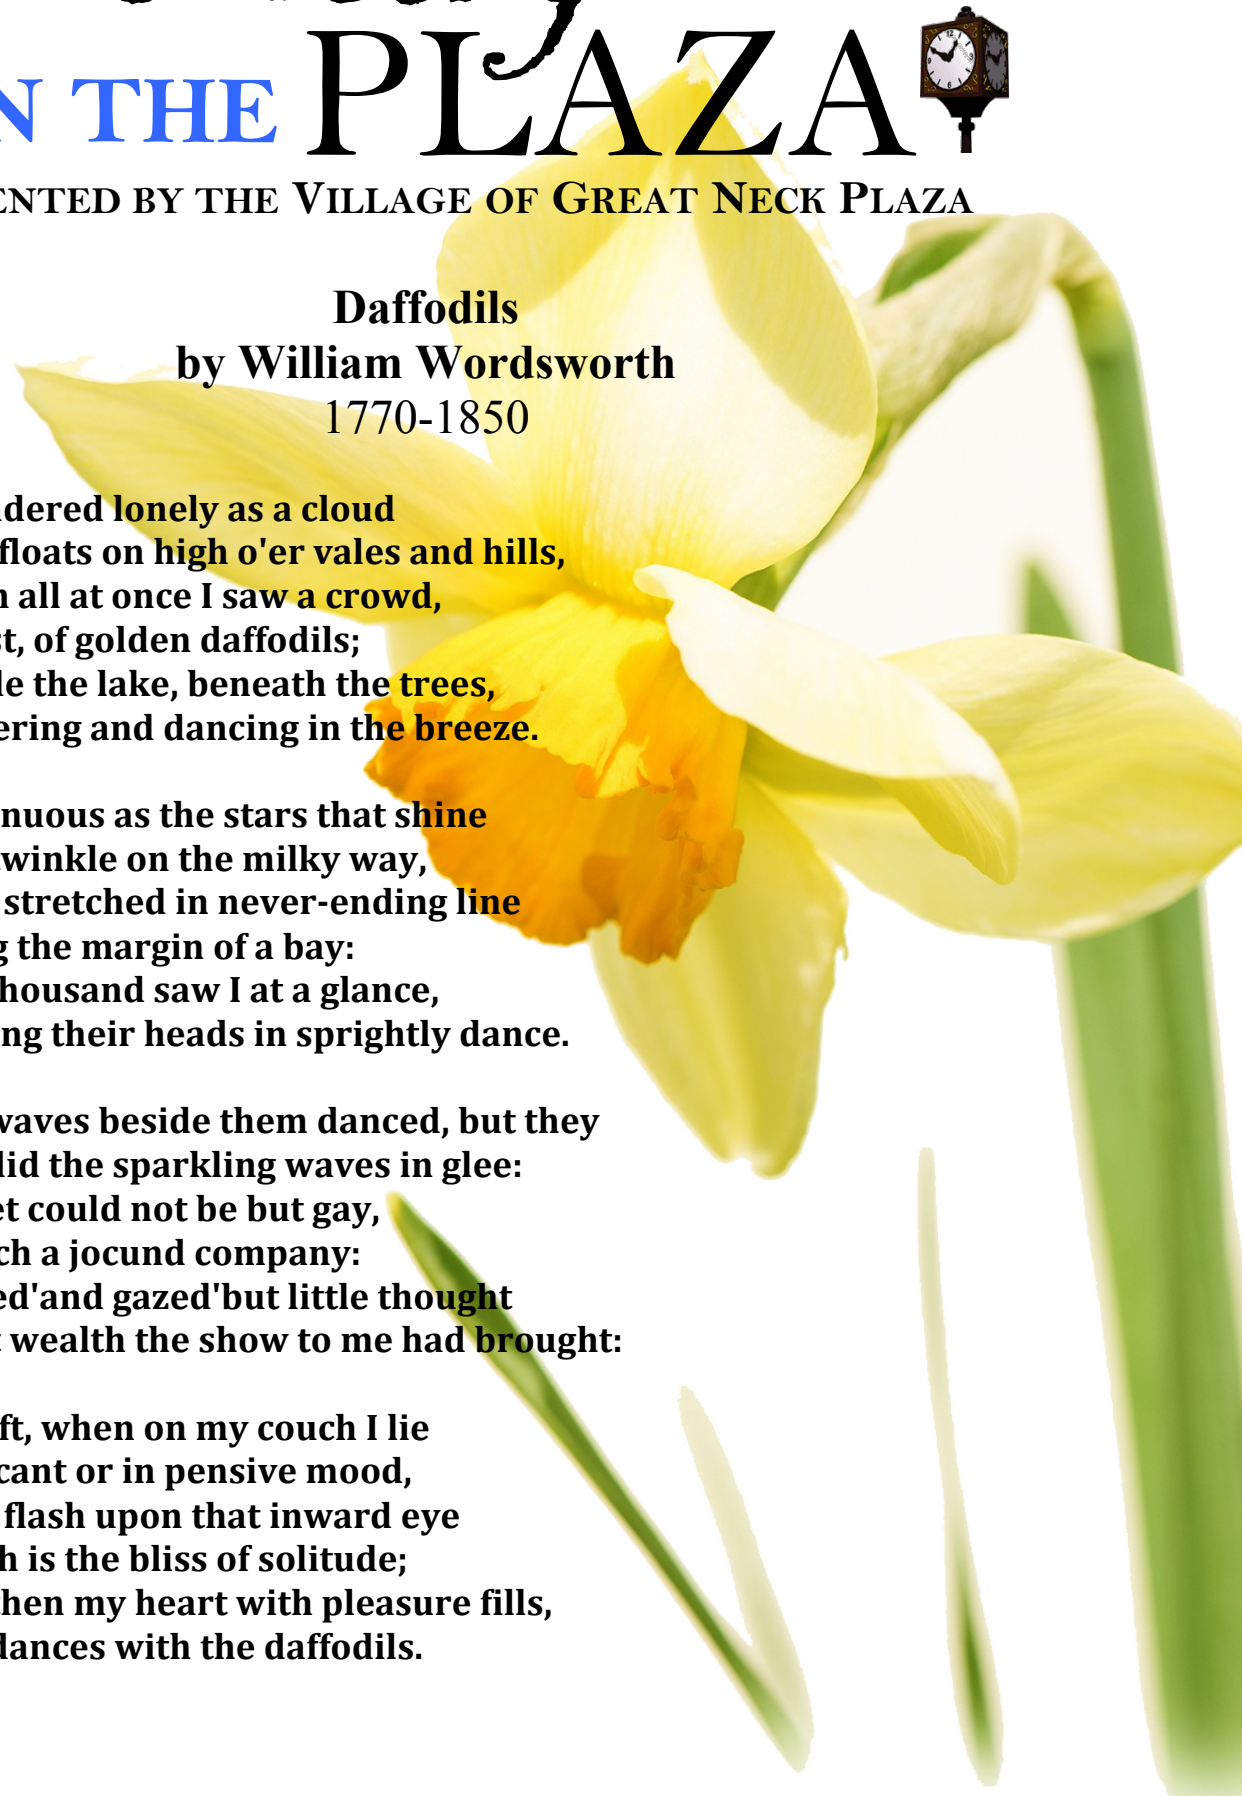 N THE PLAZA
ENTED BY THE VILLAGE OF GREAT NECK PLAZA
Daffodils
by William Wordsworth
1770-1850
dered lonely as a cloud
floats on high o'er vales and hills,
all at once I saw a crowd,
t, of golden daffodils;
le the lake, beneath the trees,
ering and dancing in the breeze.
nuous as the stars that shine
winkle on the milky way,
stretched in never-ending line
g the margin of a bay:
housand saw I at a glance,
ng their heads in sprightly dance.
waves beside them danced, but they
lid the sparkling waves in glee:
et could not be but gay,
ch a jocund company:
ed'and gazed'but little thought
wealth the show to me had brought:
ft, when on my couch I lie
cant or in pensive mood,
flash upon that inward eye
h is the bliss of solitude;
hen my heart with pleasure fills,
dances with the daffodils.